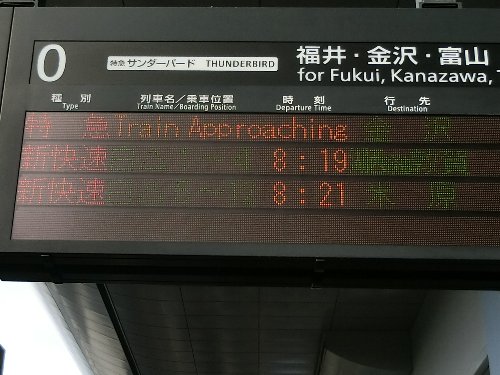 0 特急 サンダーバード THUNDERBIRD 福井・金沢・富山
for Fukui, Kanazawa,
種別 列車名/乗車位置 時刻 行先
Type Train Name/Boarding Position Departure Time Destination
特急 Train Approaching 金沢
新快速 8:19
新快速 8:21 米原